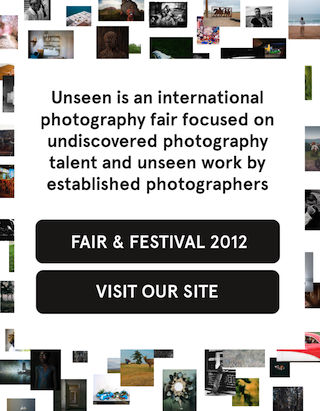 Unseen is an international
photography fair focused on
undiscovered photography
talent and unseen work by
established photographers
FAIR & FESTIVAL 2012
VISIT OUR SITE